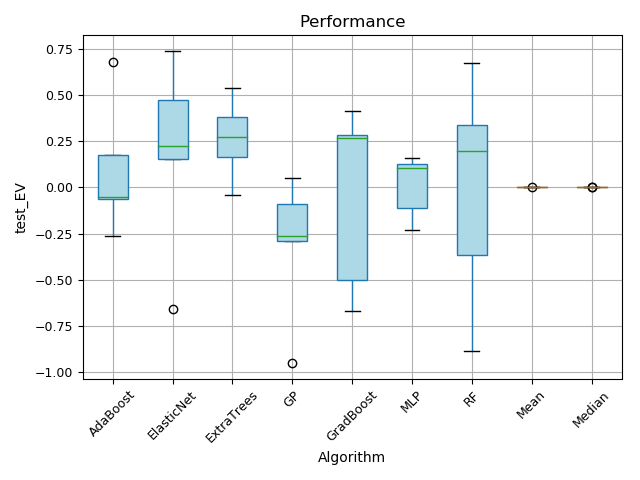 Performance
test_EV
0.75
0.50
0.25
0.00
−0.25
−0.50
−0.75
−1.00
AdaBoost
ElasticNet
ExtraTrees
GP
GradBoost
MLP
RF
Mean
Median
Algorithm